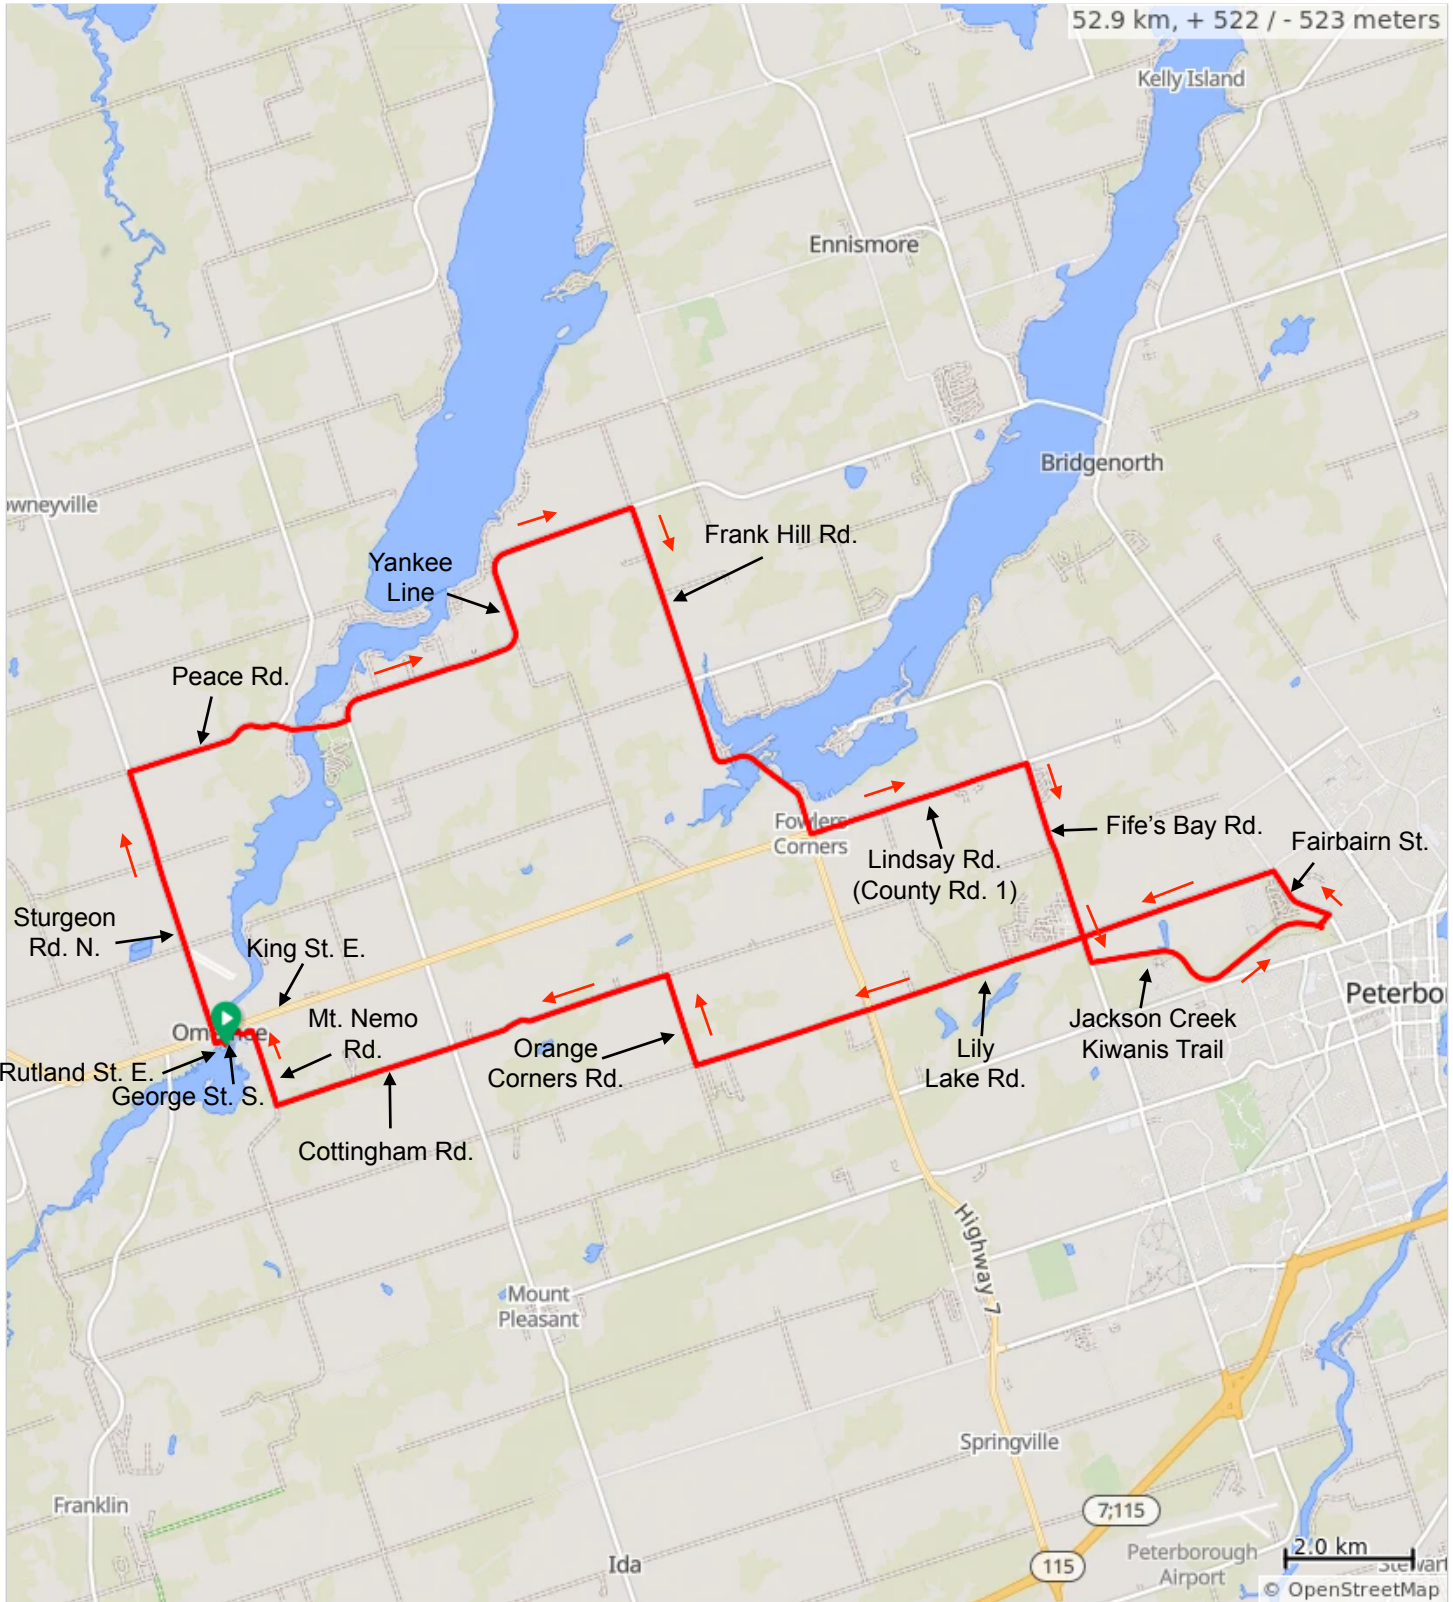 52.9 km, + 522 / - 523 meters
Kelly Island
Ennismore
Bridgenorth
owneyville
Frank Hill Rd.
Yankee
Line
Peace Rd.
Fowlers
Corners
Fife's Bay Rd.
Fairbairn St.
Lindsay Rd.
(County Rd. 1)
Sturgeon
Rd. N.
King St. E.
Peterbo
Mt. Nemo
Rd.
Orange
Corners Rd.
Lily
Lake Rd.
Jackson Creek
Kiwanis Trail
Rutland St. E.
George St. S.
Cottingham Rd.
Highway 7
Mount
Pleasant
Springville
Franklin
7;115
115
Ida
Peterborough
Airport
2.0 km
Stewart
© OpenStreetMap